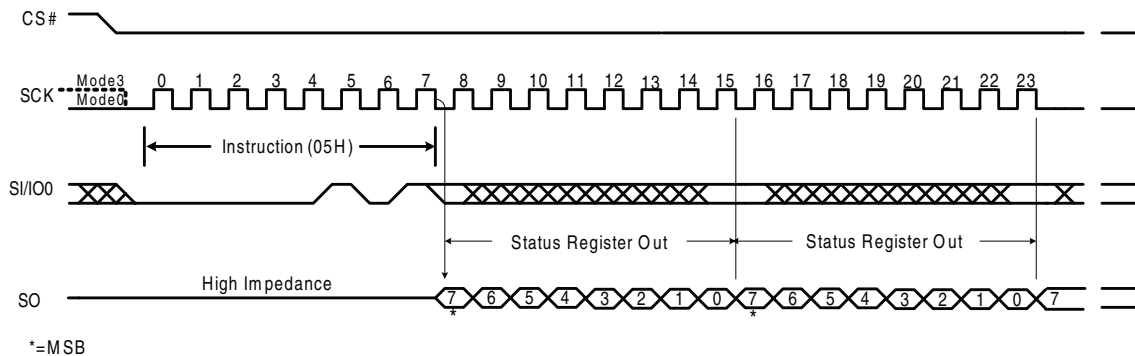 CS#
Mode3
SCK
Mode0
0 1 2 3 4 5 6 7 8 9 10 11 12 13 14 15 16 17 18 19 20 21 22 23
Instruction (05H)
SI/IO0
Status Register Out
Status Register Out
High Impedance
SO
7 6 5 4 3 2 1 0 7 6 5 4 3 2 1 0 7
* *
*=MSB